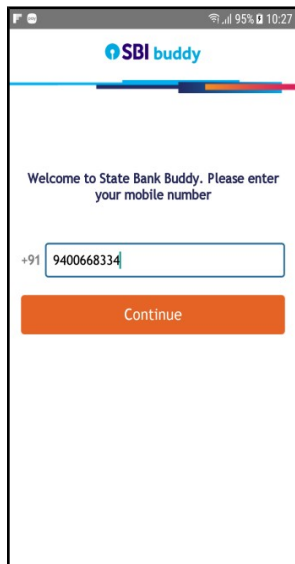 95% 10:27
SBI buddy
Welcome to State Bank Buddy. Please enter
your mobile number
+91 9400668334
Continue